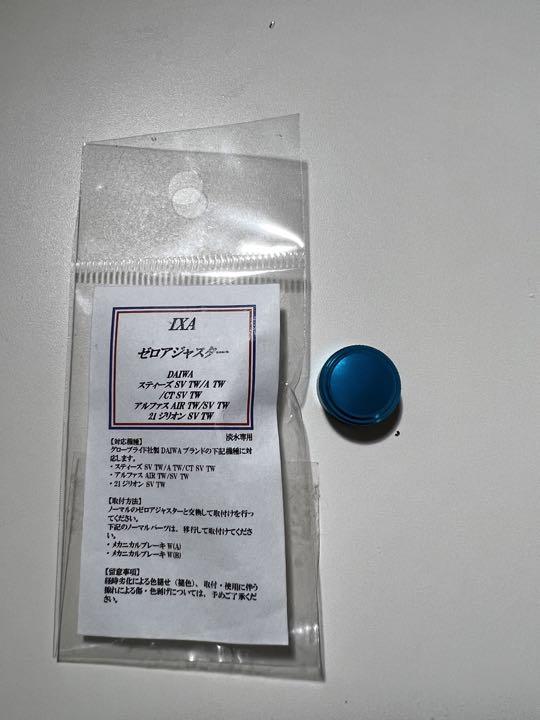 IXA
ゼロアジャスター
DAIWA
スティーズ SV TW/A TW
/CT SV TW
アルファス AIR TW/SV TW
21 ジリオン SV TW
淡水専用
【対応機種】
グローブライド社製 DAIWA ブランドの下記機種に対
応します。
・スティーズ SV TW/A TW/CT SV TW
・アルファス AIR TW/SV TW
・21 ジリオン SV TW
【取付方法】
ノーマルのゼロアジャスターと交換して取付けを行っ
てください。
下記のノーマルパーツは、移行して取付けてくださ
い。
・メカニカルブレーキ W(A)
・メカニカルブレーキ W(B)
【留意事項】
経時劣化による色褪せ（褪色）、取付・使用に伴う
擦れによる傷・色剥げについては、予めご了承くだ
さい。